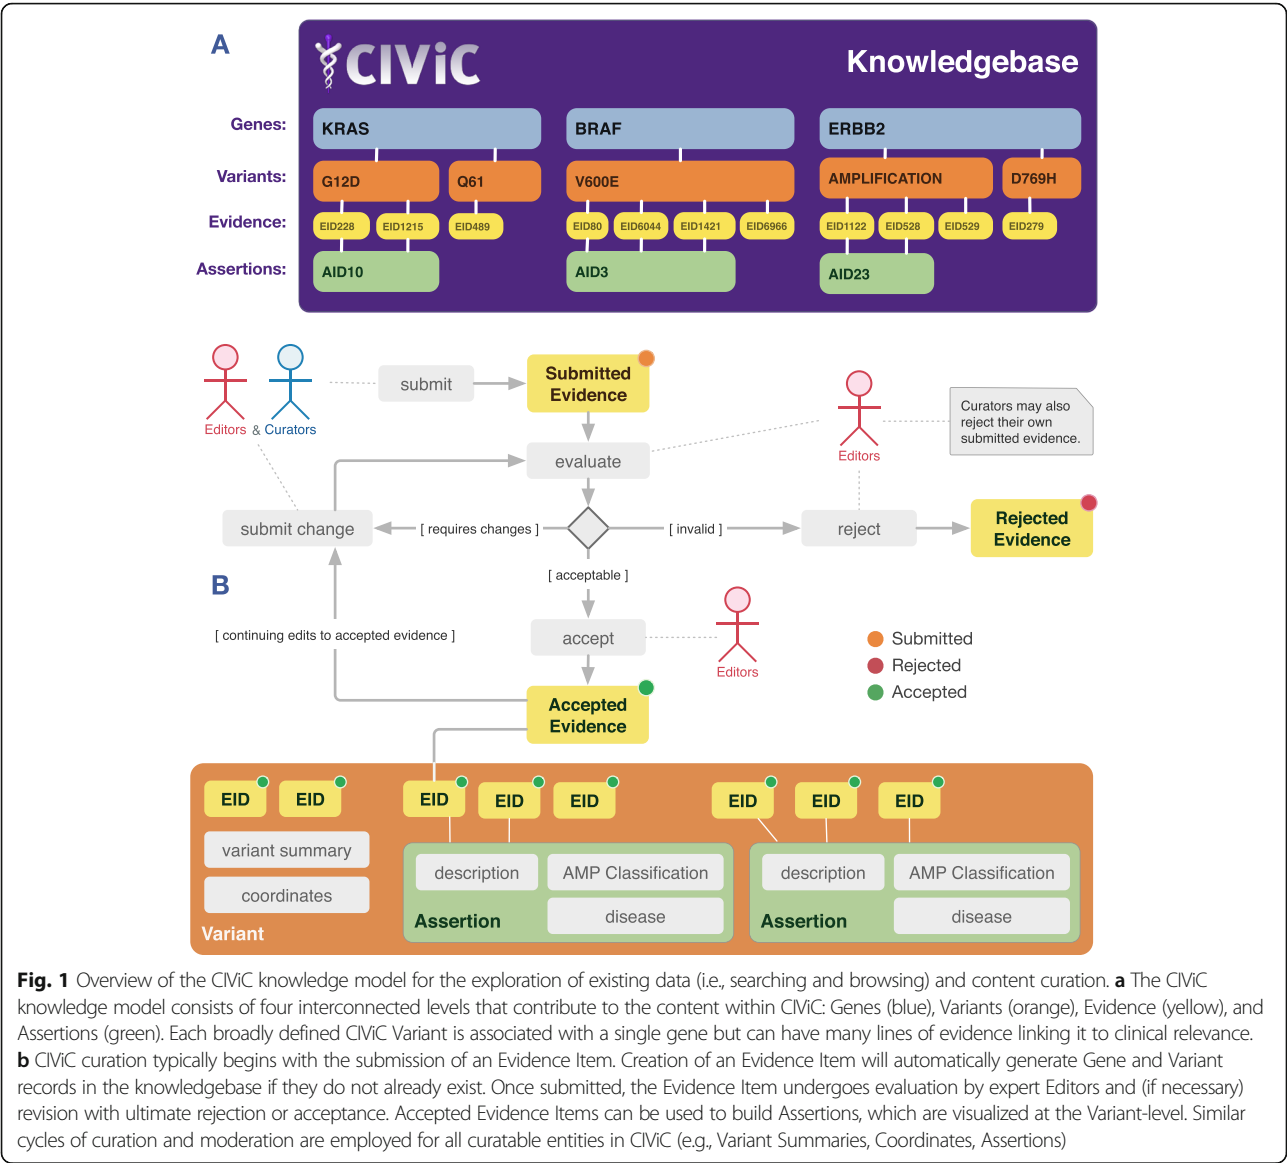 A
CIViC
Knowledgebase
Genes:
KRAS
BRAF
ERBB2
Variants:
G12D
Q61
V600E
AMPLIFICATION
D769H
Evidence:
EID228
EID1215
EID489
EID80
EID6044
EID1421
EID6966
EID1122
EID528
EID529
EID279
Assertions:
AID10
AID3
AID23
Editors & Curators
submit
Submitted
Evidence
evaluate
Editors
Curators may also
reject their own
submitted evidence.
submit change
[ requires changes ]
[ invalid ]
reject
Rejected
Evidence
B
[ acceptable ]
[ continuing edits to accepted evidence ]
accept
Editors
Submitted
Rejected
Accepted
Accepted
Evidence
EID
EID
EID
EID
EID
EID
EID
EID
variant summary
coordinates
Variant
description
AMP Classification
Assertion
disease
description
AMP Classification
Assertion
disease
Fig. 1 Overview of the CIViC knowledge model for the exploration of existing data (i.e., searching and browsing) and content curation. a The CIViC
knowledge model consists of four interconnected levels that contribute to the content within CIViC: Genes (blue), Variants (orange), Evidence (yellow), and
Assertions (green). Each broadly defined CIViC Variant is associated with a single gene but can have many lines of evidence linking it to clinical relevance.
b CIViC curation typically begins with the submission of an Evidence Item. Creation of an Evidence Item will automatically generate Gene and Variant
records in the knowledgebase if they do not already exist. Once submitted, the Evidence Item undergoes evaluation by expert Editors and (if necessary)
revision with ultimate rejection or acceptance. Accepted Evidence Items can be used to build Assertions, which are visualized at the Variant-level. Similar
cycles of curation and moderation are employed for all curatable entities in CIViC (e.g., Variant Summaries, Coordinates, Assertions)